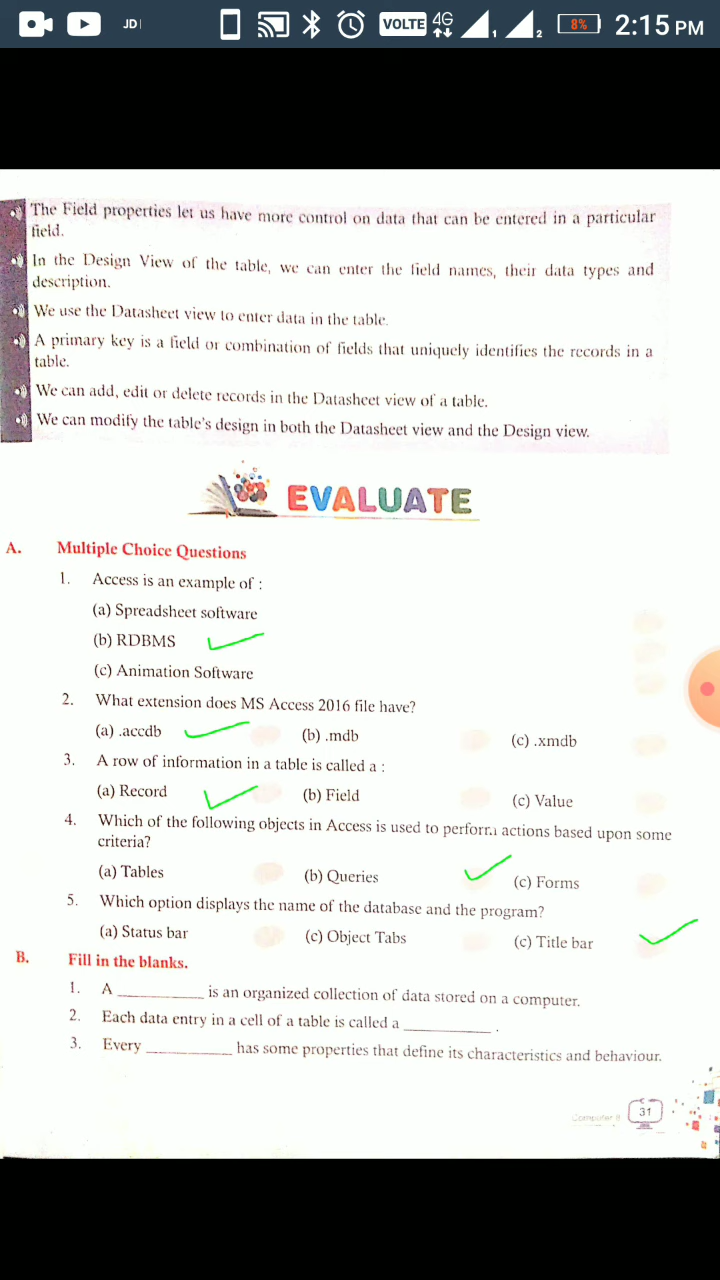 JD
VOLTE 4G 1 2 8% 2:15 PM
The Field properties let us have more control on data that can be entered in a particular
field.
In the Design View of the table, we can enter the field names, their data types and
description.
We use the Datasheet view to enter data in the table.
A primary key is a field or combination of fields that uniquely identifies the records in a
table.
We can add, edit or delete records in the Datasheet view of a table.
We can modify the table's design in both the Datasheet view and the Design view.
EVALUATE
A. Multiple Choice Questions
1. Access is an example of :
(a) Spreadsheet software
(b) RDBMS
(c) Animation Software
2. What extension does MS Access 2016 file have?
(a) .accdb (b) .mdb (c) .xmdb
3. A row of information in a table is called a :
(a) Record (b) Field (c) Value
4. Which of the following objects in Access is used to perform actions based upon some
criteria?
(a) Tables (b) Queries (c) Forms
5. Which option displays the name of the database and the program?
(a) Status bar (c) Object Tabs (c) Title bar
B. Fill in the blanks.
1. A __________ is an organized collection of data stored on a computer.
2. Each data entry in a cell of a table is called a __________ .
3. Every __________ has some properties that define its characteristics and behaviour.
Computer 8 31